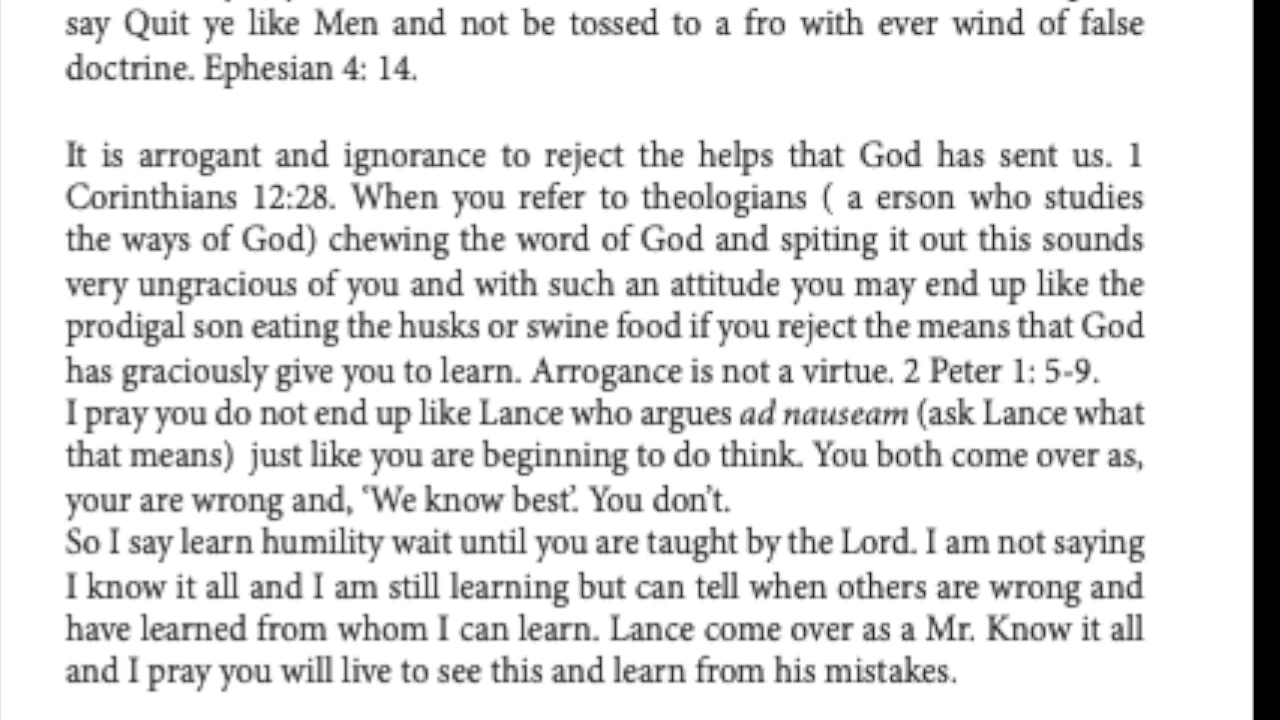 say Quit ye like Men and not be tossed to a fro with ever wind of false
doctrine. Ephesian 4: 14.
It is arrogant and ignorance to reject the helps that God has sent us. 1
Corinthians 12:28. When you refer to theologians ( a erson who studies
the ways of God) chewing the word of God and spiting it out this sounds
very ungracious of you and with such an attitude you may end up like the
prodigal son eating the husks or swine food if you reject the means that God
has graciously give you to learn. Arrogance is not a virtue. 2 Peter 1: 5-9.
I pray you do not end up like Lance who argues ad nauseam (ask Lance what
that means)  just like you are beginning to do think. You both come over as,
your are wrong and, ‘We know best’. You don’t.
So I say learn humility wait until you are taught by the Lord. I am not saying
I know it all and I am still learning but can tell when others are wrong and
have learned from whom I can learn. Lance come over as a Mr. Know it all
and I pray you will live to see this and learn from his mistakes.